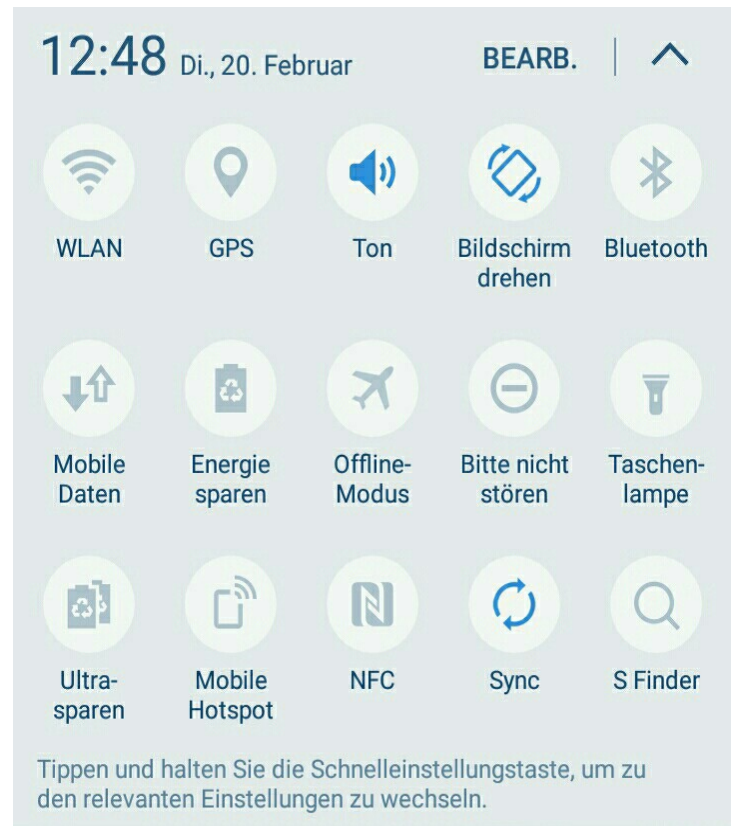 12:48 Di., 20. Februar BEARB.
WLAN GPS Ton Bildschirm drehen Bluetooth
Mobile Daten Energie sparen Offline-Modus Bitte nicht stören Taschen-lampe
Ultra-sparen Mobile Hotspot NFC Sync S Finder
Tippen und halten Sie die Schnelleinstellungstaste, um zu
den relevanten Einstellungen zu wechseln.